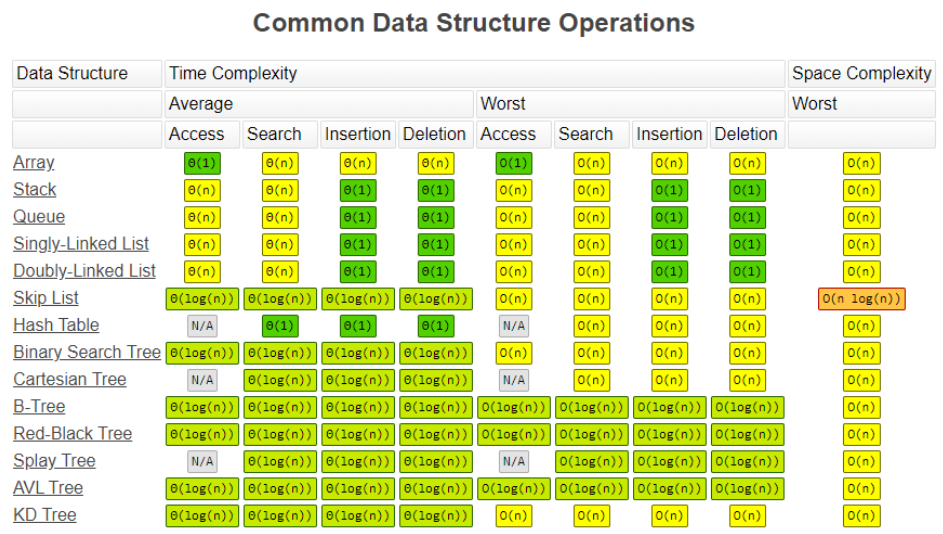 Common Data Structure Operations
Data Structure Time Complexity Space Complexity
Average Worst Worst
Access Search Insertion Deletion Access Search Insertion Deletion
Array Θ(1) Θ(n) Θ(n) Θ(n) O(1) O(n) O(n) O(n) O(n)
Stack Θ(n) Θ(n) Θ(1) Θ(1) O(n) O(n) O(1) O(1) O(n)
Queue Θ(n) Θ(n) Θ(1) Θ(1) O(n) O(n) O(1) O(1) O(n)
Singly-Linked List Θ(n) Θ(n) Θ(1) Θ(1) O(n) O(n) O(1) O(1) O(n)
Doubly-Linked List Θ(n) Θ(n) Θ(1) Θ(1) O(n) O(n) O(1) O(1) O(n)
Skip List Θ(log(n)) Θ(log(n)) Θ(log(n)) Θ(log(n)) O(n) O(n) O(n) O(n) O(n log(n))
Hash Table N/A Θ(1) Θ(1) Θ(1) N/A O(n) O(n) O(n) O(n)
Binary Search Tree Θ(log(n)) Θ(log(n)) Θ(log(n)) Θ(log(n)) O(n) O(n) O(n) O(n) O(n)
Cartesian Tree N/A Θ(log(n)) Θ(log(n)) Θ(log(n)) N/A O(n) O(n) O(n) O(n)
B-Tree Θ(log(n)) Θ(log(n)) Θ(log(n)) Θ(log(n)) O(log(n)) O(log(n)) O(log(n)) O(log(n)) O(n)
Red-Black Tree Θ(log(n)) Θ(log(n)) Θ(log(n)) Θ(log(n)) O(log(n)) O(log(n)) O(log(n)) O(log(n)) O(n)
Splay Tree N/A Θ(log(n)) Θ(log(n)) Θ(log(n)) N/A O(log(n)) O(log(n)) O(log(n)) O(n)
AVL Tree Θ(log(n)) Θ(log(n)) Θ(log(n)) Θ(log(n)) O(log(n)) O(log(n)) O(log(n)) O(log(n)) O(n)
KD Tree Θ(log(n)) Θ(log(n)) Θ(log(n)) Θ(log(n)) O(n) O(n) O(n) O(n) O(n)